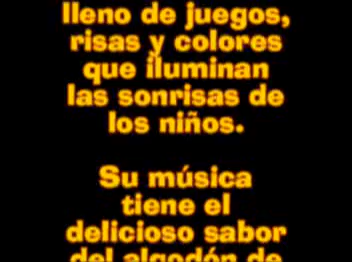 lleno de juegos,
risas y colores
que iluminan
las sonrisas de
los niños.
Su música
tiene el
delicioso sabor
del algodón de